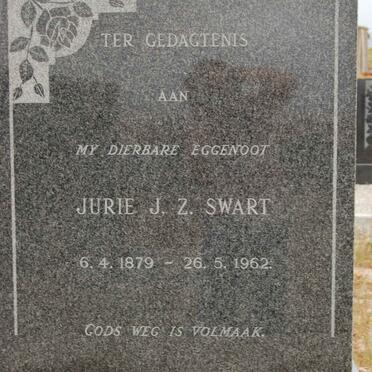 TER GEDAGTENIS
AAN
MY DIERBARE EGGENOOT
JURIE J. Z. SWART
6. 4. 1879 – 26. 5. 1962.
GODS WEG IS VOLMAAK.